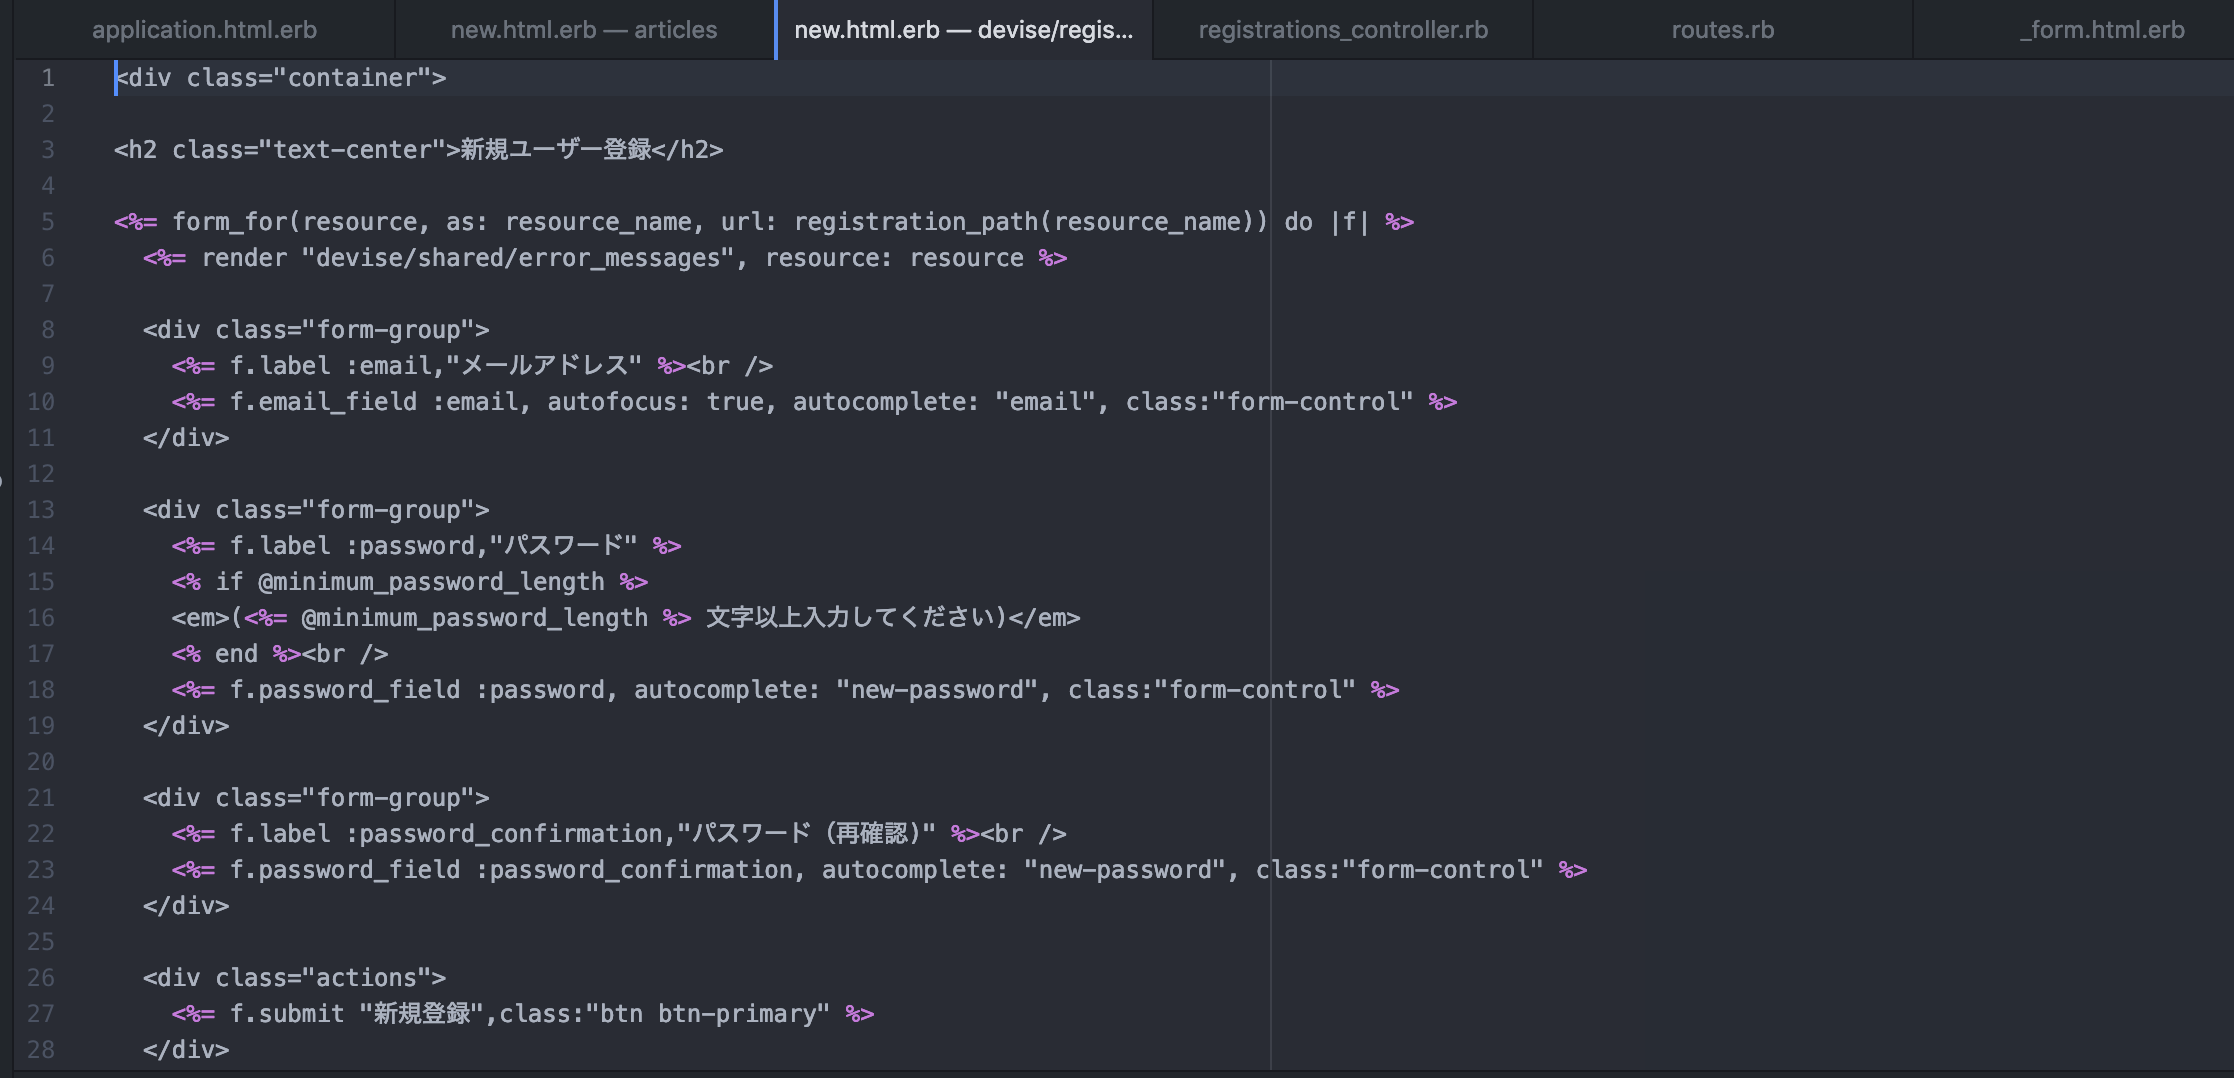 application.html.erb
new.html.erb — articles
new.html.erb — devise/regis...
registrations_controller.rb
routes.rb
_form.html.erb
1 <div class="container">
2
3 <h2 class="text-center">新規ユーザー登録</h2>
4
5 <%= form_for(resource, as: resource_name, url: registration_path(resource_name)) do |f| %>
6   <%= render "devise/shared/error_messages", resource: resource %>
7
8   <div class="form-group">
9     <%= f.label :email,"メールアドレス" %><br />
10     <%= f.email_field :email, autofocus: true, autocomplete: "email", class:"form-control" %>
11   </div>
12
13   <div class="form-group">
14     <%= f.label :password,"パスワード" %>
15     <% if @minimum_password_length %>
16     <em>(<%= @minimum_password_length %> 文字以上入力してください)</em>
17     <% end %><br />
18     <%= f.password_field :password, autocomplete: "new-password", class:"form-control" %>
19   </div>
20
21   <div class="form-group">
22     <%= f.label :password_confirmation,"パスワード（再確認)" %><br />
23     <%= f.password_field :password_confirmation, autocomplete: "new-password", class:"form-control" %>
24   </div>
25
26   <div class="actions">
27     <%= f.submit "新規登録",class:"btn btn-primary" %>
28   </div>